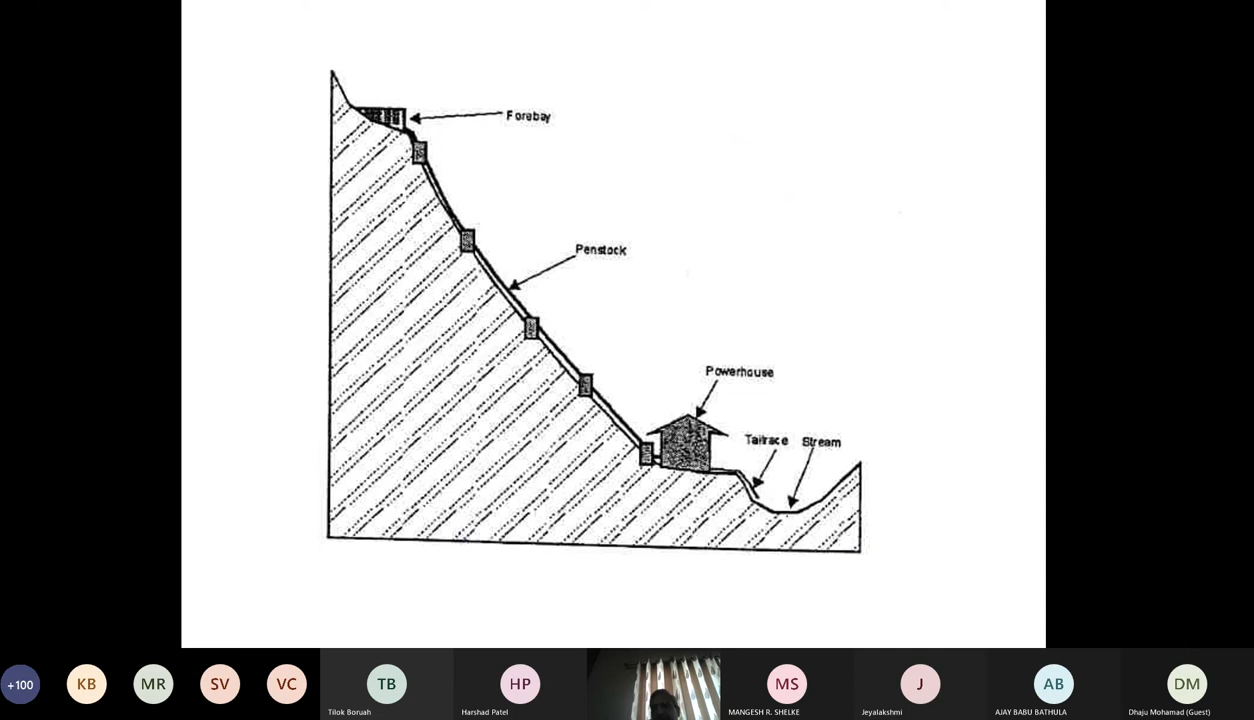 Forebay
Penstock
Powerhouse
Tailrace Stream
+100 KB MR SV VC TB HP MS J AB DM
Tilok Boruah Harshad Patel MANGESH R. SHELKE Jeyalakshmi AJAY BABU BATHULA Dhaju Mohamad (Guest)